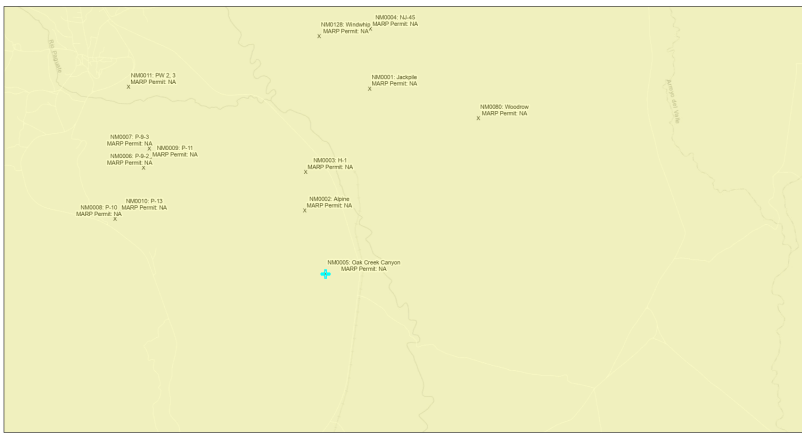 NM0004: NJ-45
MARP Permit: NA
NM0128: Windwhip
MARP Permit: NA
X
X
Rio Paguate
NM0011: PW 2, 3
MARP Permit: NA
X
NM0001: Jackpile
MARP Permit: NA
X
NM0080: Woodrow
MARP Permit: NA
X
NM0007: P-9-3
MARP Permit: NA
X
NM0009: P-11
MARP Permit: NA
NM0006: P-9-2
MARP Permit: NA
X
NM0003: H-1
MARP Permit: NA
X
NM0002: Alpine
MARP Permit: NA
X
NM0010: P-13
MARP Permit: NA
NM0008: P-10
MARP Permit: NA
X
NM0005: Oak Creek Canyon
MARP Permit: NA